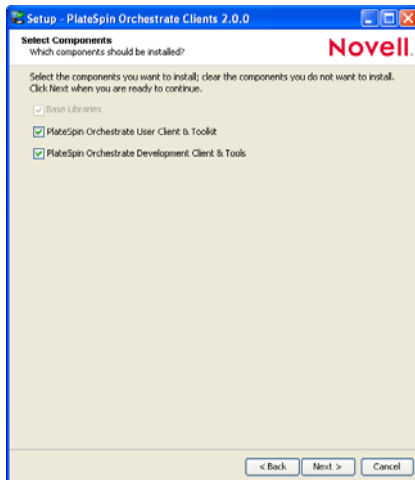 Setup - PlateSpin Orchestrate Clients 2.0.0
Select Components
Which components should be installed?
Novell.
Select the components you want to install; clear the components you do not want to install.
Click Next when you are ready to continue.
Base Libraries
PlateSpin Orchestrate User Client & Toolkit
PlateSpin Orchestrate Development Client & Tools
< Back Next > Cancel